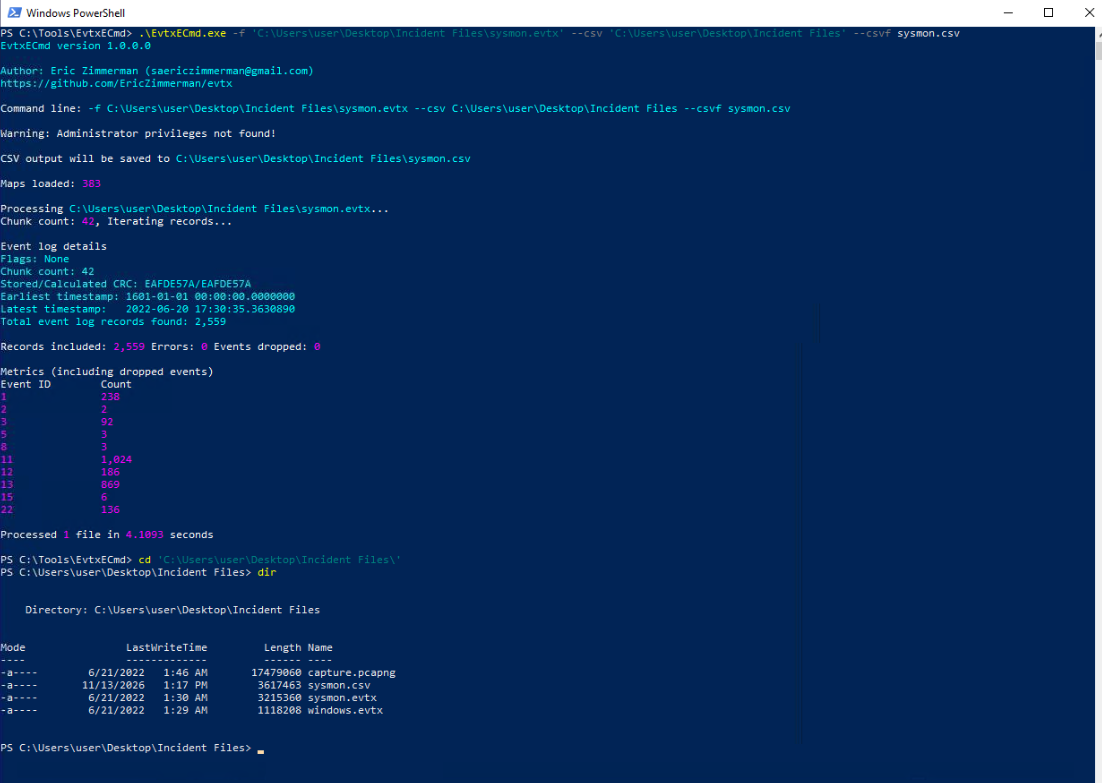 Windows PowerShell
PS C:\Tools\EvtxECmd> .\EvtxECmd.exe -f 'C:\Users\user\Desktop\Incident Files\sysmon.evtx' --csv 'C:\Users\user\Desktop\Incident Files' --csvf sysmon.csv
EvtxECmd version 1.0.0.0
Author: Eric Zimmerman (saericzimmerman@gmail.com)
https://github.com/EricZimmerman/evtx
Command line: -f C:\Users\user\Desktop\Incident Files\sysmon.evtx --csv C:\Users\user\Desktop\Incident Files --csvf sysmon.csv
Warning: Administrator privileges not found!
CSV output will be saved to C:\Users\user\Desktop\Incident Files\sysmon.csv
Maps loaded: 383
Processing C:\Users\user\Desktop\Incident Files\sysmon.evtx...
Chunk count: 42, Iterating records...
Event log details
Flags: None
Chunk count: 42
Stored/Calculated CRC: EAFDE57A/EAFDE57A
Earliest timestamp: 1601-01-01 00:00:00.0000000
Latest timestamp:   2022-06-20 17:30:35.3630890
Total event log records found: 2,559
Records included: 2,559 Errors: 0 Events dropped: 0
Metrics (including dropped events)
Event ID        Count
1               238
2               2
3               92
5               3
8               3
11              1,024
12              186
13              869
15              6
22              136
Processed 1 file in 4.1093 seconds
PS C:\Tools\EvtxECmd> cd 'C:\Users\user\Desktop\Incident Files\'
PS C:\Users\user\Desktop\Incident Files> dir
    Directory: C:\Users\user\Desktop\Incident Files
Mode                LastWriteTime         Length Name
----                -------------         ------ ----
-a----        6/21/2022   1:46 AM       17479060 capture.pcapng
-a----       11/13/2026   1:17 PM        3617463 sysmon.csv
-a----        6/21/2022   1:30 AM        3215360 sysmon.evtx
-a----        6/21/2022   1:29 AM        1118208 windows.evtx
PS C:\Users\user\Desktop\Incident Files>